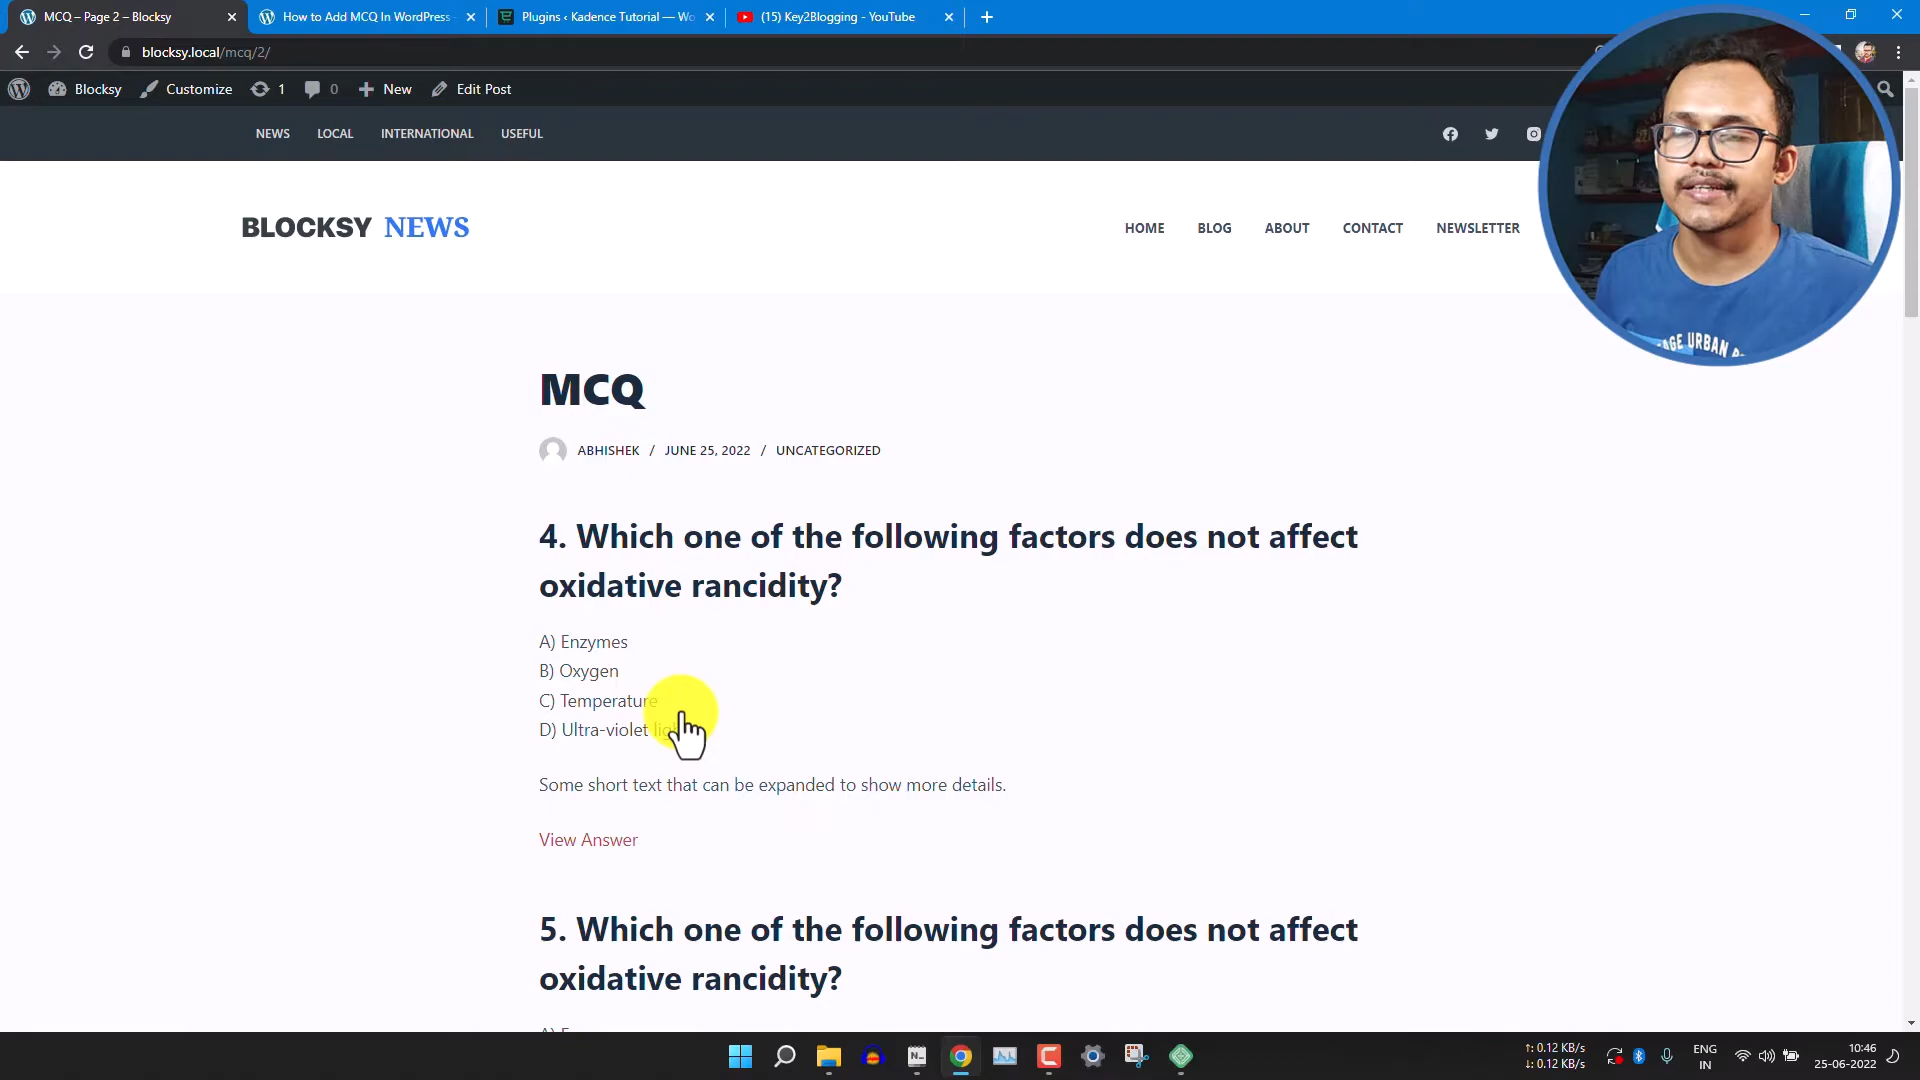 MCQ – Page 2 – Blocksy
How to Add MCQ In WordPress
Plugins ‹ Kadence Tutorial — Wo
(15) Key2Blogging - YouTube
blocksy.local/mcq/2/
Blocksy
Customize
1
0
New
Edit Post
NEWS
LOCAL
INTERNATIONAL
USEFUL
BLOCKSY NEWS
HOME
BLOG
ABOUT
CONTACT
NEWSLETTER
MCQ
ABHISHEK / JUNE 25, 2022 / UNCATEGORIZED
4. Which one of the following factors does not affect
oxidative rancidity?
A) Enzymes
B) Oxygen
C) Temperature
D) Ultra-violet
Some short text that can be expanded to show more details.
View Answer
5. Which one of the following factors does not affect
oxidative rancidity?
↑: 0.12 KB/s
↓: 0.12 KB/s
ENG
IN
10:46
25-06-2022